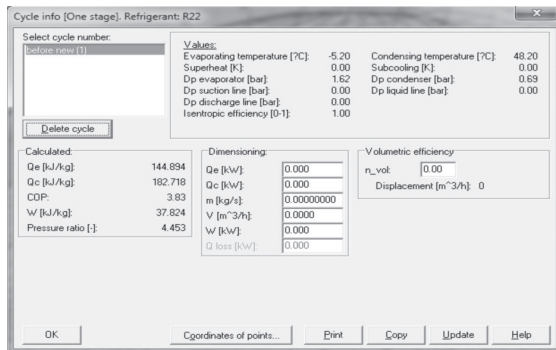 Cycle info [One stage]. Refrigerant: R22
Select cycle number:
before new (1)
Delete cycle
Values:
Evaporating temperature [?C]: -5.20 Condensing temperature [?C]: 48.20
Superheat [K]: 0.00 Subcooling [K]: 0.00
Dp evaporator [bar]: 1.62 Dp condenser [bar]: 0.69
Dp suction line [bar]: 0.00 Dp liquid line [bar]: 0.00
Dp discharge line [bar]: 0.00
Isentropic efficiency [0-1]: 1.00
Calculated:
Qe [kJ/kg]: 144.894
Qc [kJ/kg]: 182.718
COP: 3.83
W [kJ/kg]: 37.824
Pressure ratio [-]: 4.453
Dimensioning:
Qe [kW]: 0.000
Qc [kW]: 0.000
m [kg/s]: 0.00000000
V [m^3/h]: 0.0000
W [kW]: 0.000
Q loss [kW]: 0.000
Volumetric efficiency
n_vol: 0.00
Displacement [m^3/h]: 0
OK
Coordinates of points...
Print
Copy
Update
Help